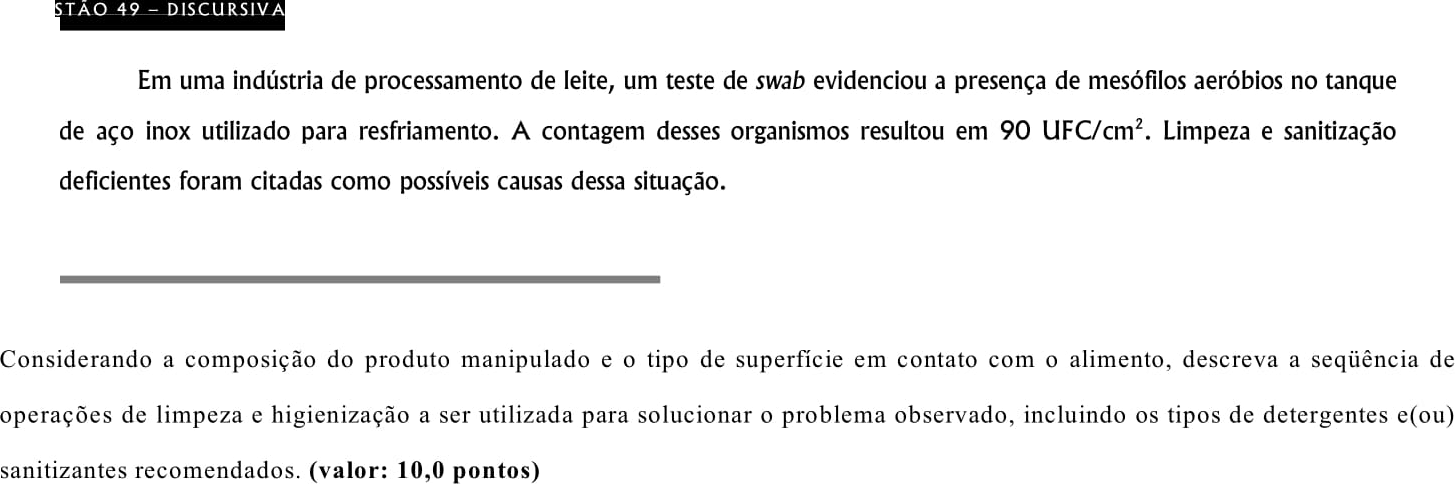 STÃO 49 – DISCURSIVA
Em uma indústria de processamento de leite, um teste de swab evidenciou a presença de mesófilos aeróbios no tanque
de aço inox utilizado para resfriamento. A contagem desses organismos resultou em 90 UFC/cm². Limpeza e sanitização
deficientes foram citadas como possíveis causas dessa situação.
Considerando a composição do produto manipulado e o tipo de superfície em contato com o alimento, descreva a seqüência de
operações de limpeza e higienização a ser utilizada para solucionar o problema observado, incluindo os tipos de detergentes e(ou)
sanitizantes recomendados. (valor: 10,0 pontos)